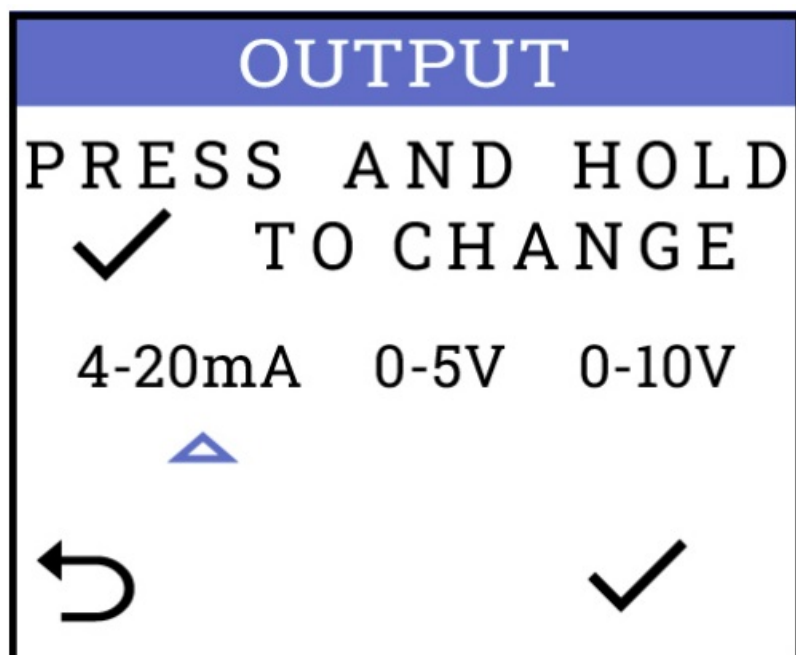 OUTPUT
PRESS AND HOLD
✓ TO CHANGE
4-20mA 0-5V 0-10V